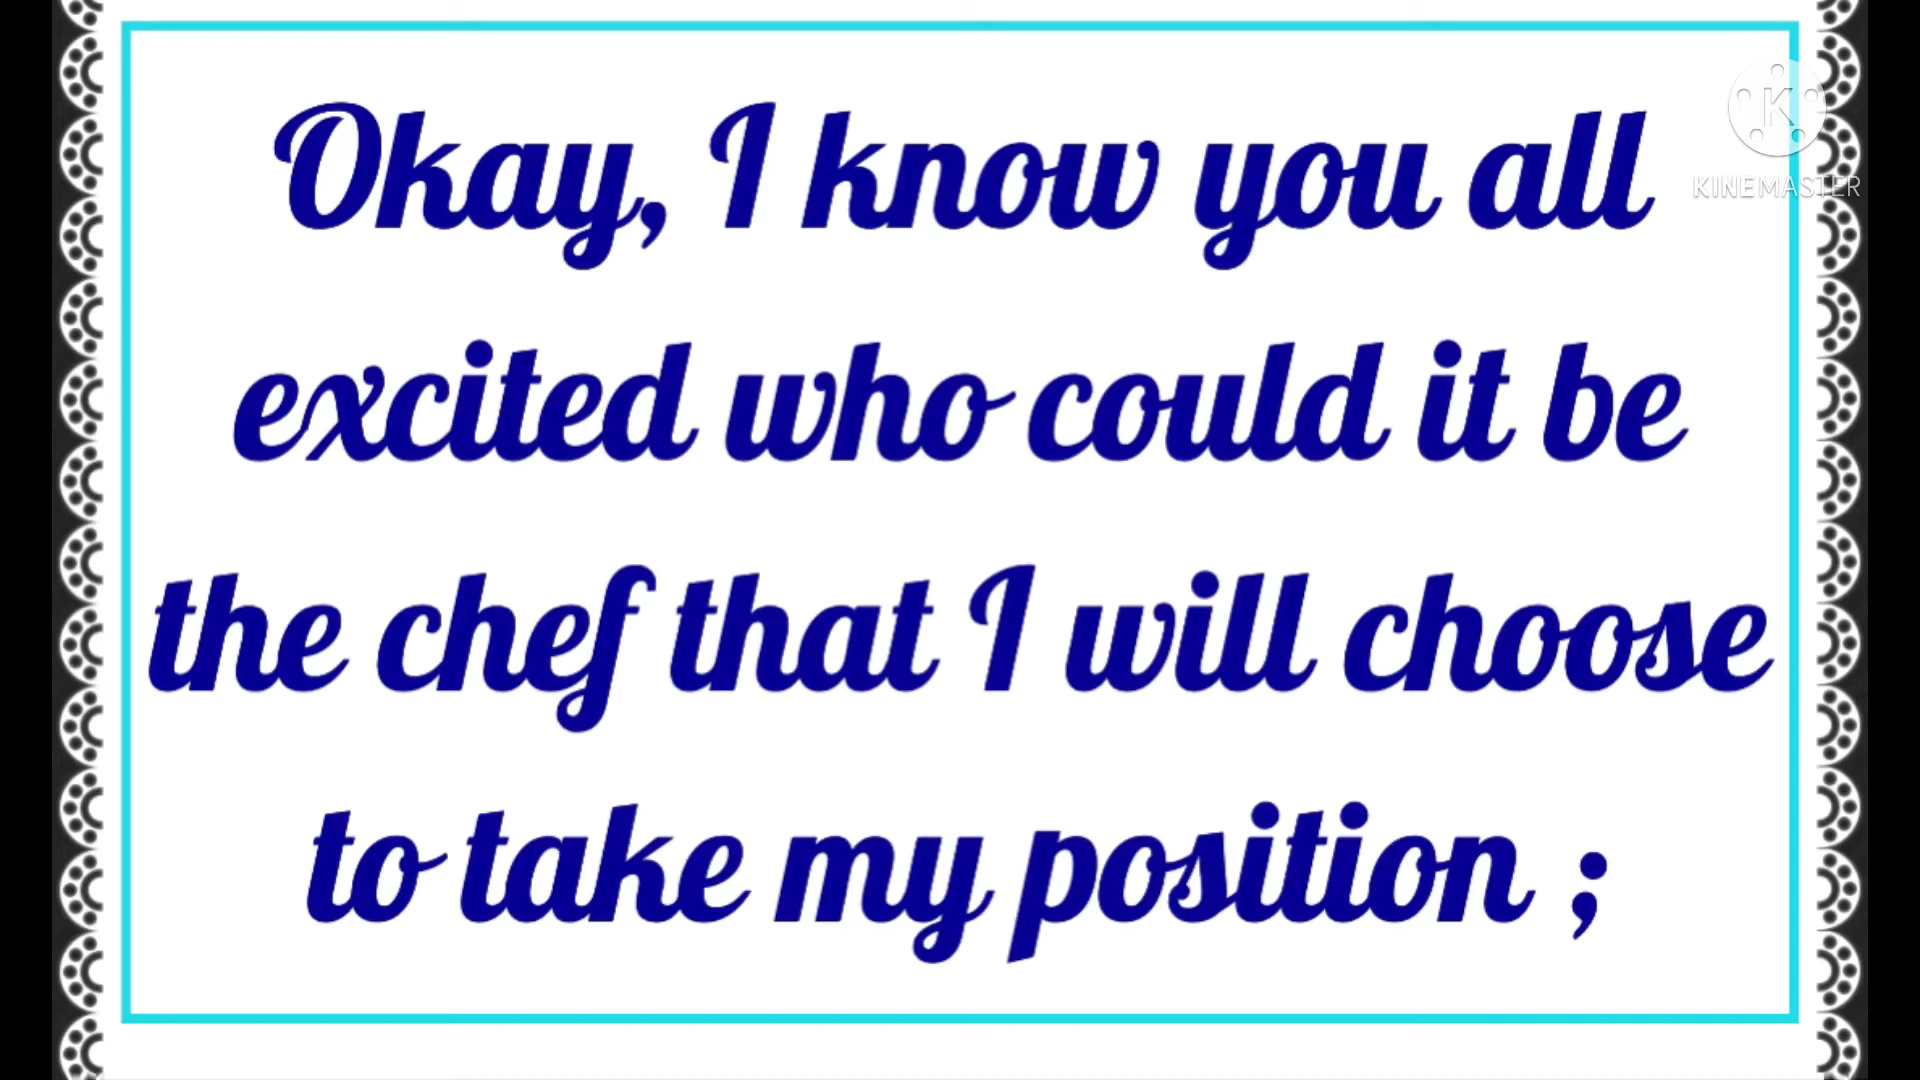 Okay, I know you all
excited who could it be
the chef that I will choose
to take my position ;
KINEMASTER